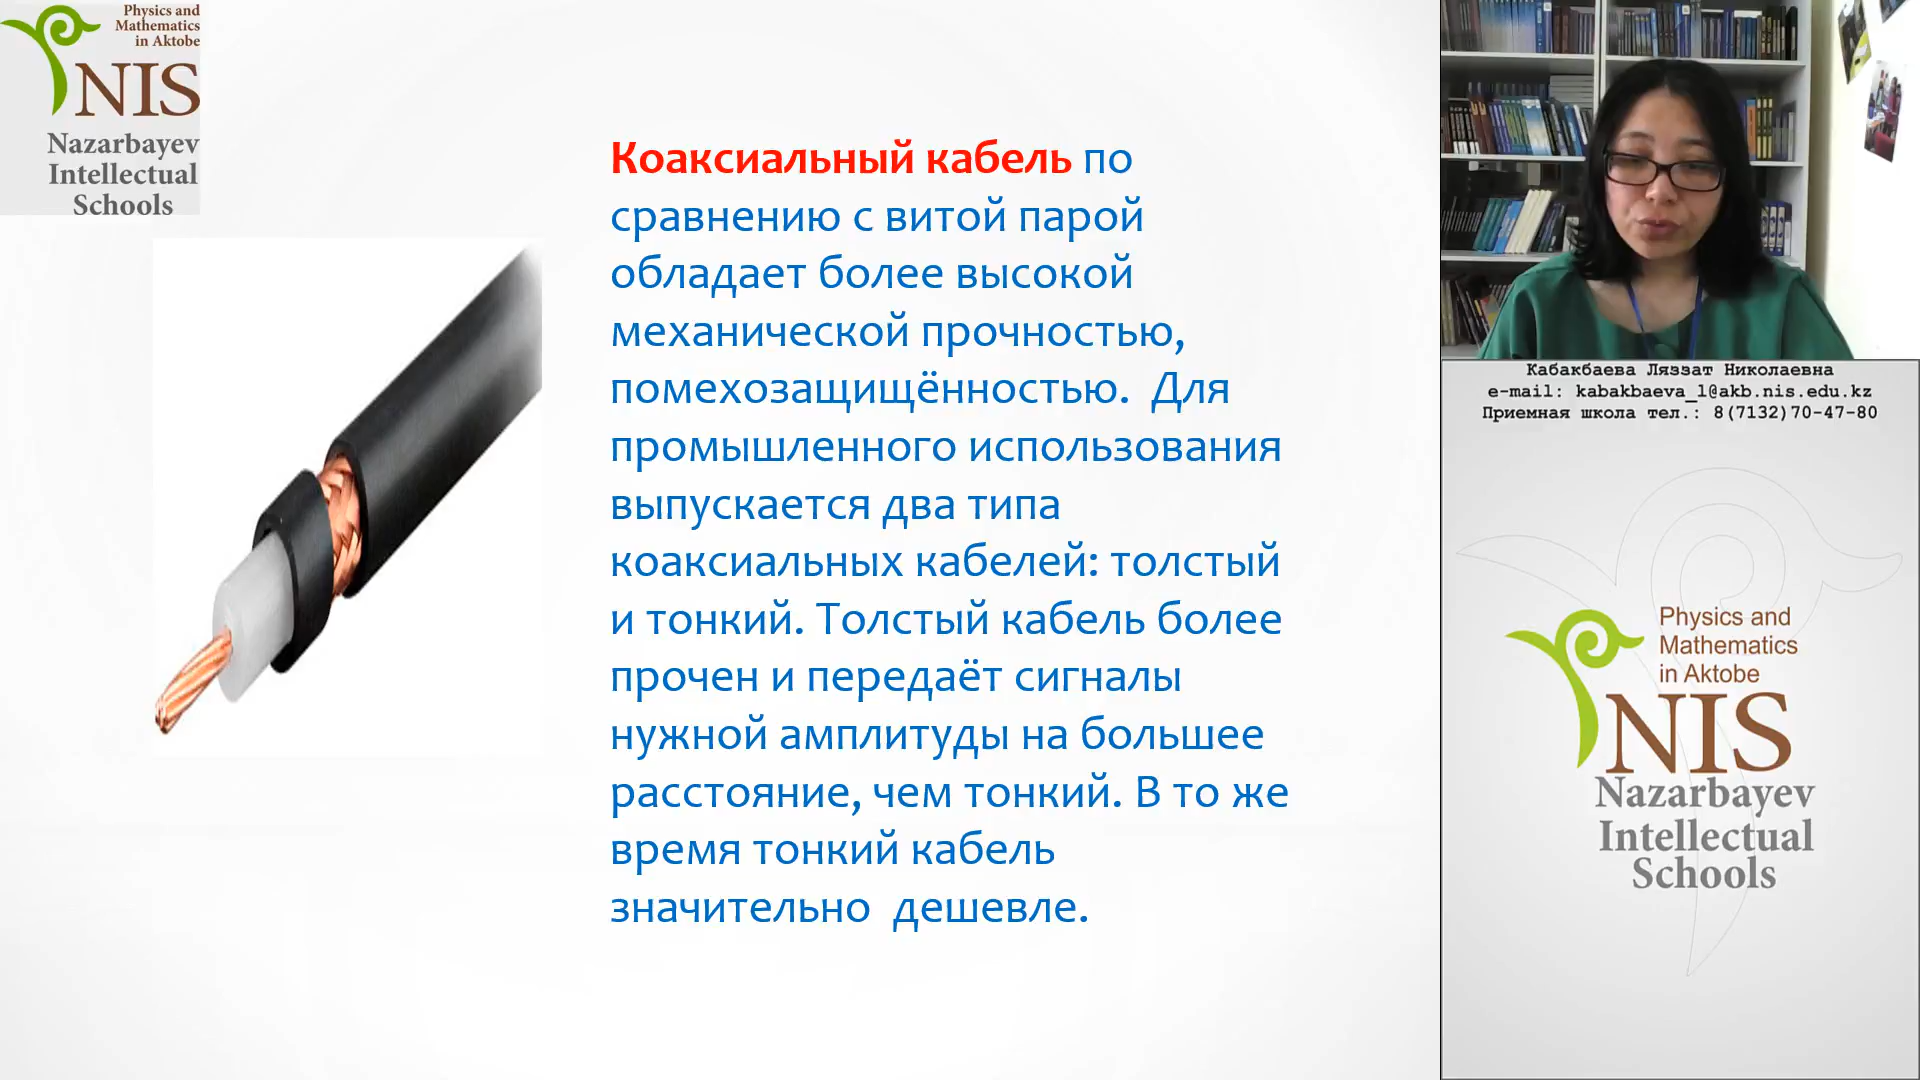 Physics and
Mathematics
in Aktobe
NIS
Nazarbayev
Intellectual
Schools
Коаксиальный кабель по
сравнению с витой парой
обладает более высокой
механической прочностью,
помехозащищённостью. Для
промышленного использования
выпускается два типа
коаксиальных кабелей: толстый
и тонкий. Толстый кабель более
прочен и передаёт сигналы
нужной амплитуды на большее
расстояние, чем тонкий. В то же
время тонкий кабель
значительно дешевле.
Кабакбаева Ляззат Николаевна
e-mail: kabakbaeva_l@akb.nis.edu.kz
Приемная школа тел.: 8(7132)70-47-80
Physics and
Mathematics
in Aktobe
NIS
Nazarbayev
Intellectual
Schools